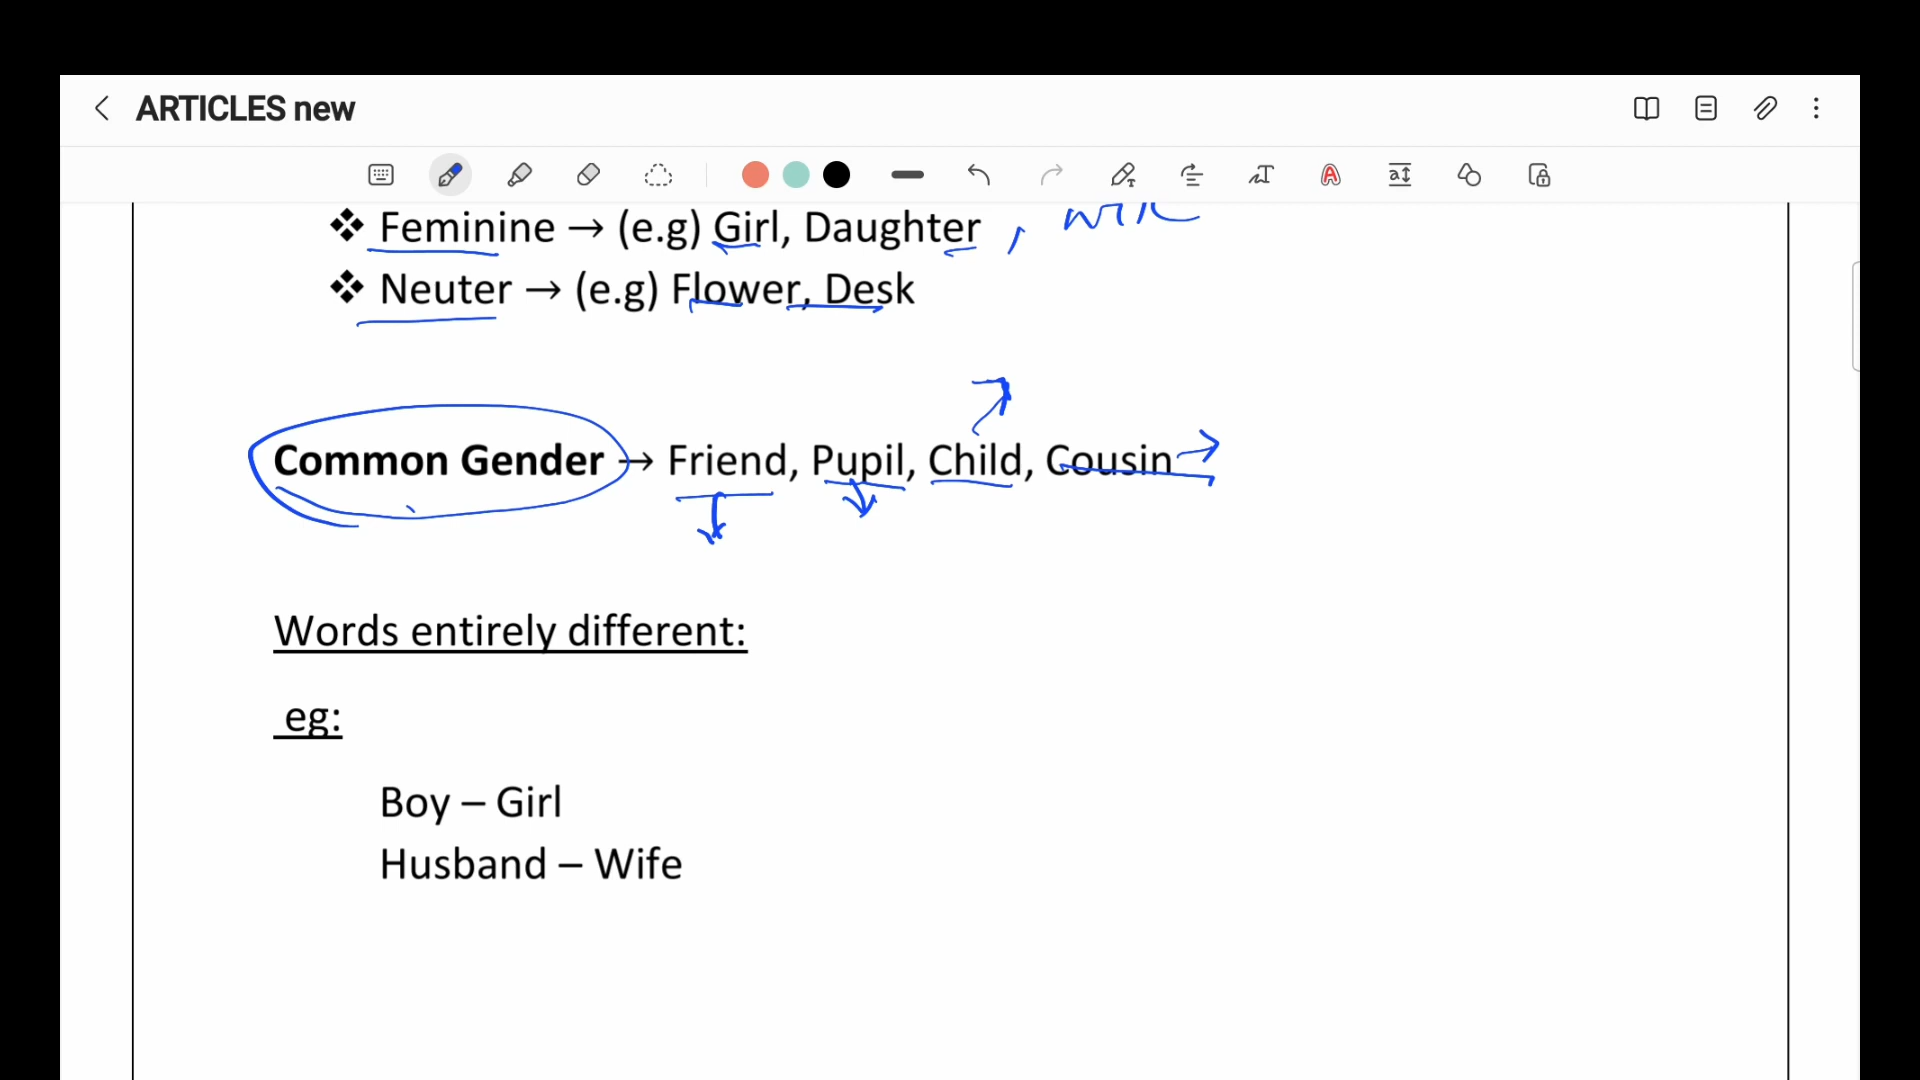 ARTICLES new
❖ Feminine → (e.g) Girl, Daughter ,
❖ Neuter → (e.g) Flower, Desk
Common Gender → Friend, Pupil, Child, Cousin
Words entirely different:
eg:
Boy – Girl
Husband – Wife